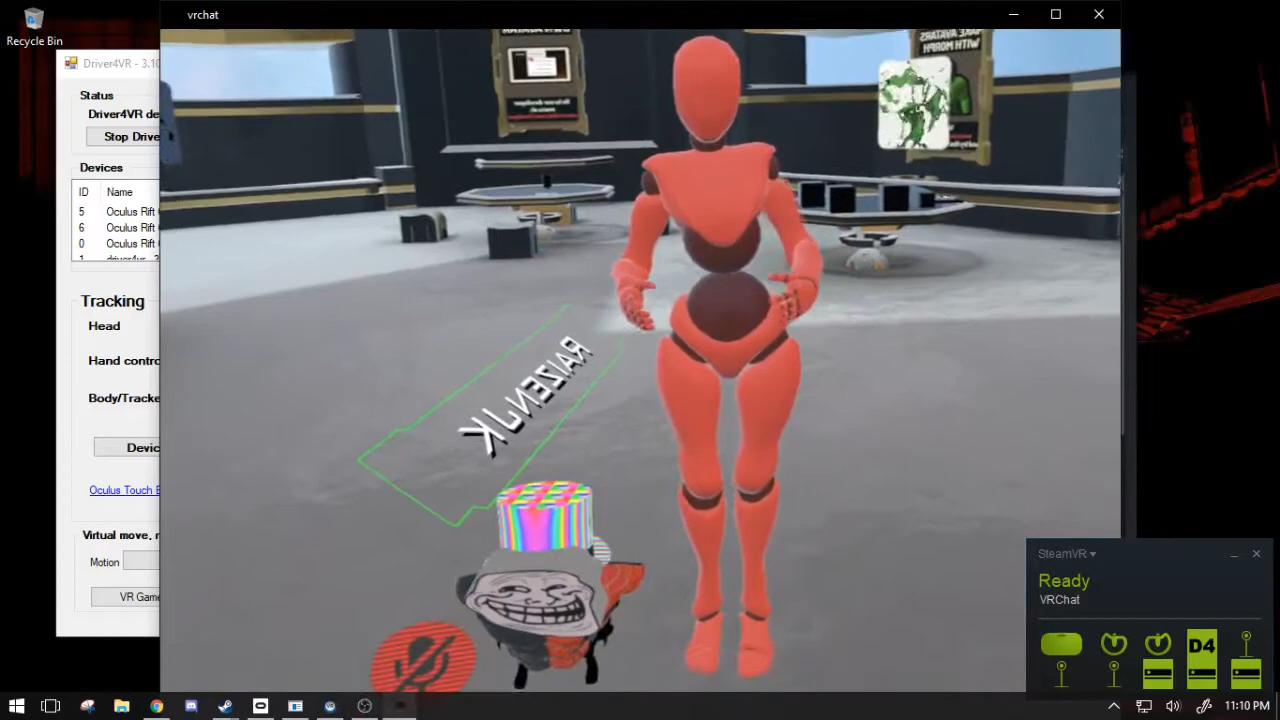 vrchat
Recycle Bin
Driver4VR - 3.10
Status
Driver4VR de
Stop Drive
Devices
ID Name
5 Oculus Rift
6 Oculus Rift
0 Oculus Rift
Tracking
Head
Hand contro
Body/Tracke
Devic
Oculus Touch E
Virtual move, r
Motion
VR Game
WITH MORPH
RAIZENJK
SteamVR
Ready
VRChat
D4
11:10 PM